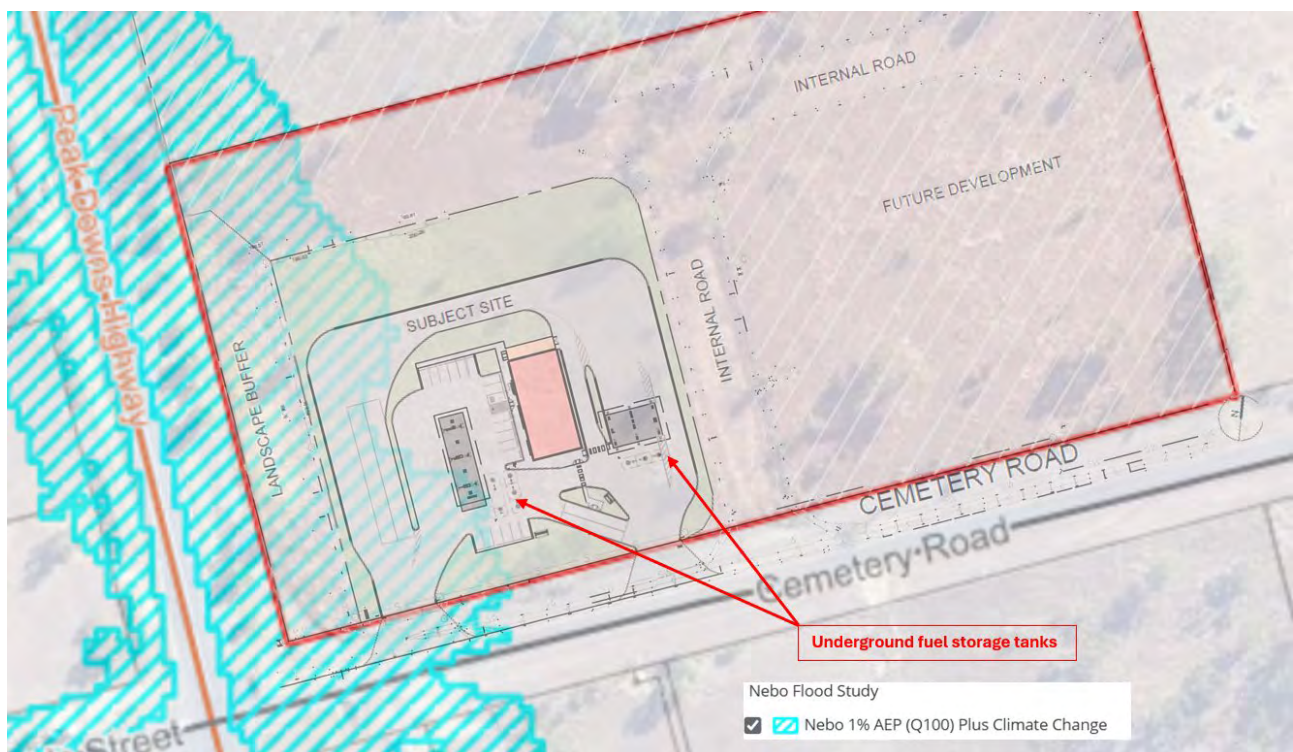 INTERNAL ROAD
FUTURE DEVELOPMENT
Peak-Downs-Highway
SUBJECT SITE
INTERNAL ROAD
LANDSCAPE BUFFER
N
CEMETERY ROAD
Cemetery-Road
Underground fuel storage tanks
Street
Nebo Flood Study
Nebo 1% AEP (Q100) Plus Climate Change